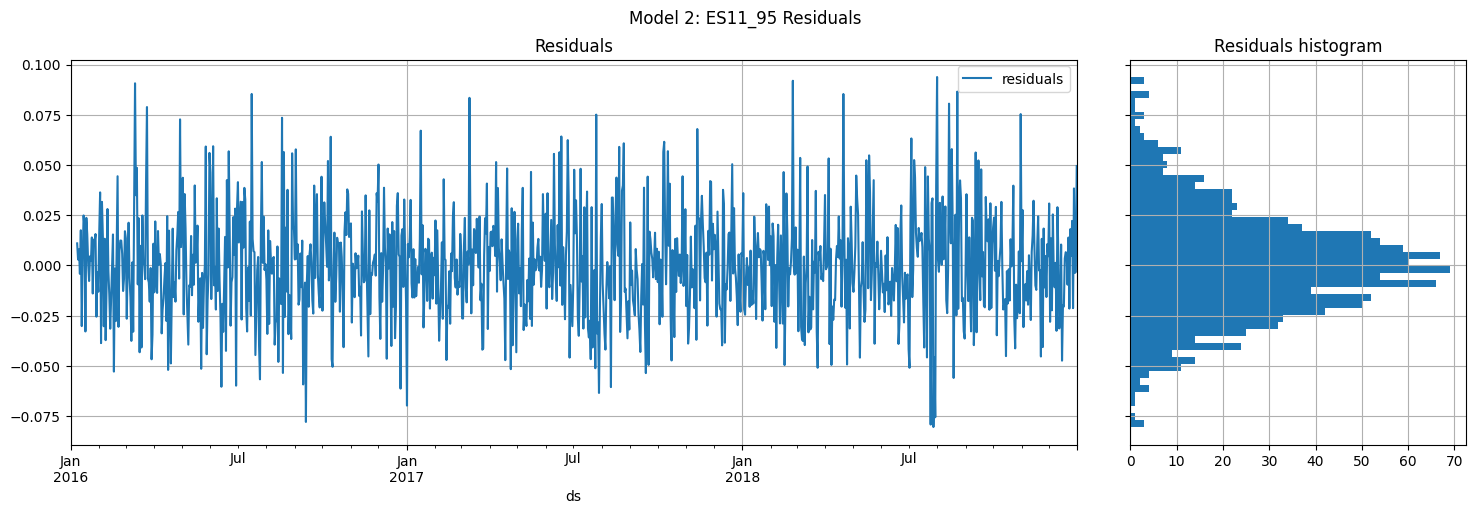 Model 2: ES11_95 Residuals
Residuals
Residuals histogram
residuals
0.100
0.075
0.050
0.025
0.000
−0.025
−0.050
−0.075
Jan
2016
Jul
Jan
2017
Jul
Jan
2018
Jul
ds
0 10 20 30 40 50 60 70